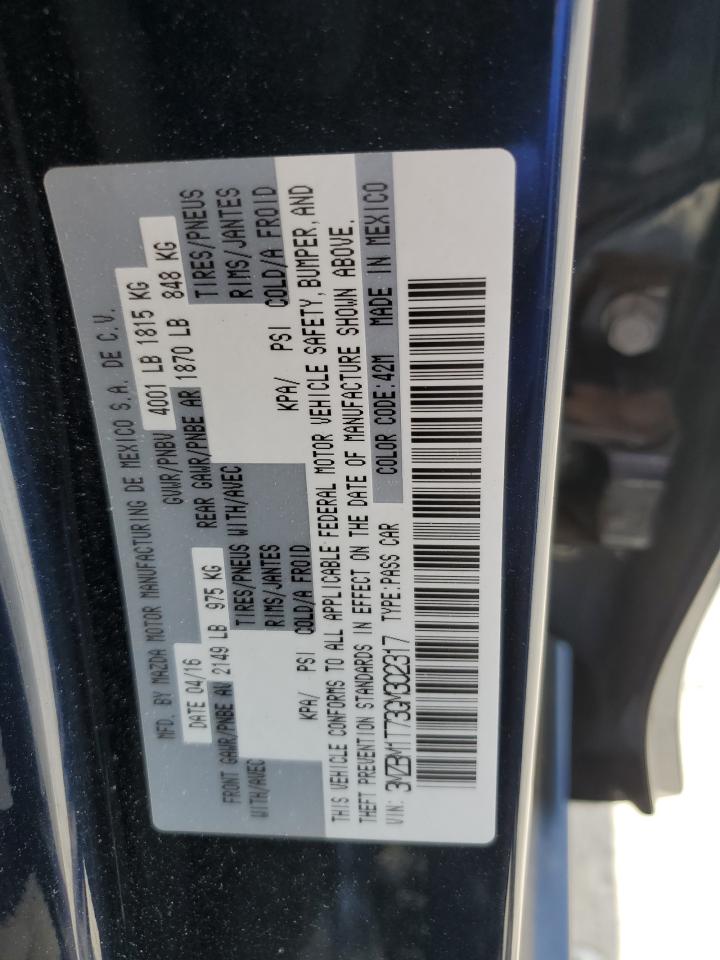 MFD. BY MAZDA MOTOR MANUFACTURING DE MEXICO S.A. DE C.V.
DATE 04/16 GVWR/PNBV 4001 LB 1815 KG
FRONT GAWR/PNBE AV 2149 LB 975 KG REAR GAWR/PNBE AR 1870 LB 848 KG
WITH/AVEC TIRES/PNEUS WITH/AVEC TIRES/PNEUS
RIMS/JANTES RIMS/JANTES
KPA/ PSI COLD/A FROID KPA/ PSI COLD/A FROID
THIS VEHICLE CONFORMS TO ALL APPLICABLE FEDERAL MOTOR VEHICLE SAFETY, BUMPER, AND
THEFT PREVENTION STANDARDS IN EFFECT ON THE DATE OF MANUFACTURE SHOWN ABOVE.
VIN: 3MZBM1T73GM302317 TYPE:PASS CAR COLOR CODE:42M MADE IN MEXICO